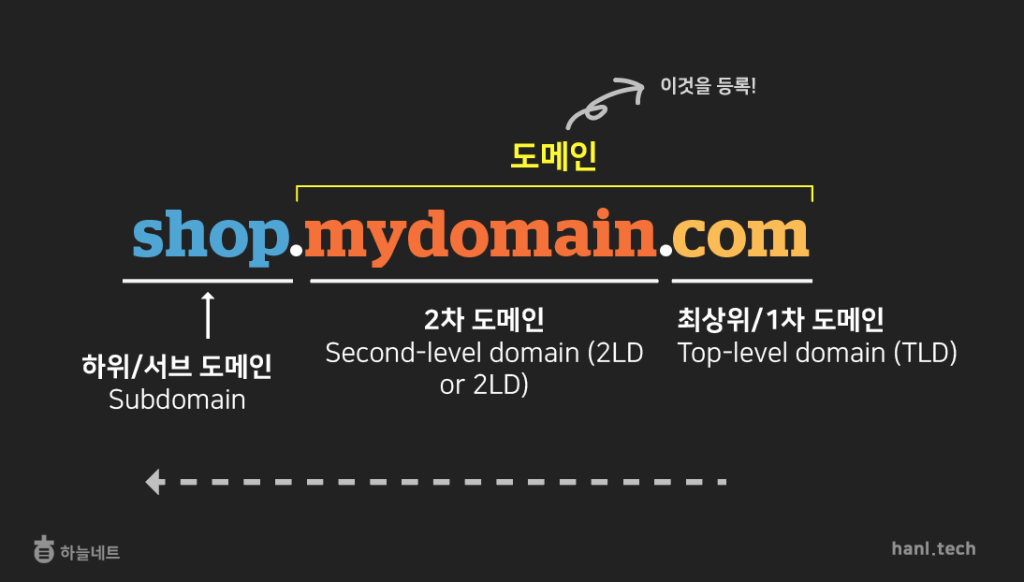 이것을 등록!
도메인
shop.mydomain.com
2차 도메인
Second-level domain (2LD
or 2LD)
최상위/1차 도메인
Top-level domain (TLD)
하위/서브 도메인
Subdomain
하늘네트
hanl.tech